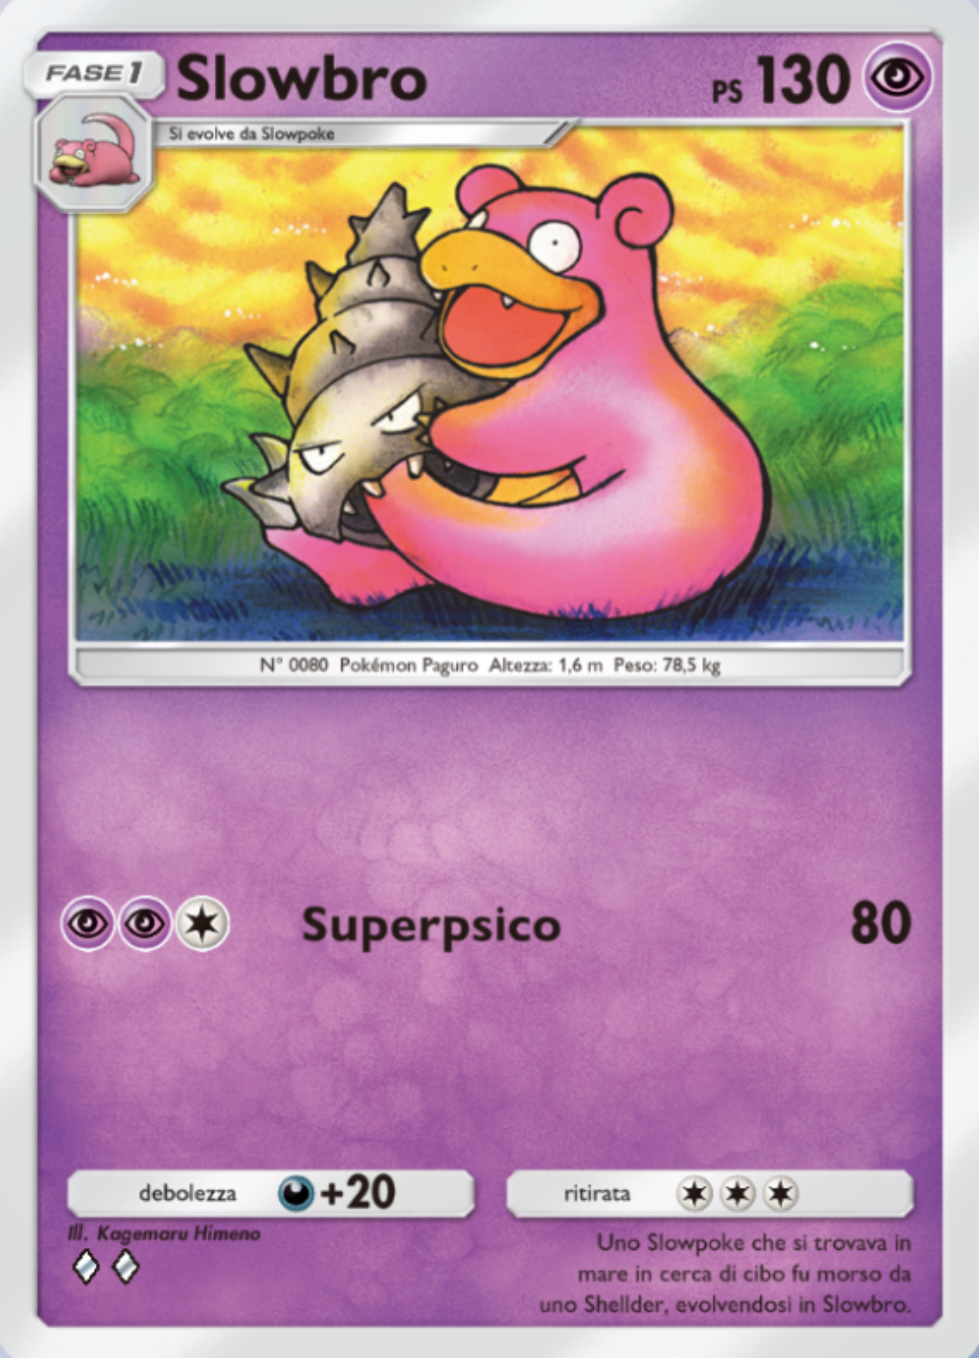 FASE 1
Slowbro
PS 130
Si evolve da Slowpoke
N° 0080 Pokémon Paguro Altezza: 1,6 m Peso: 78,5 kg
Superpsico 80
debolezza +20
ritirata
Ill. Kagemaru Himeno
Uno Slowpoke che si trovava in
mare in cerca di cibo fu morso da
uno Shellder, evolvendosi in Slowbro.